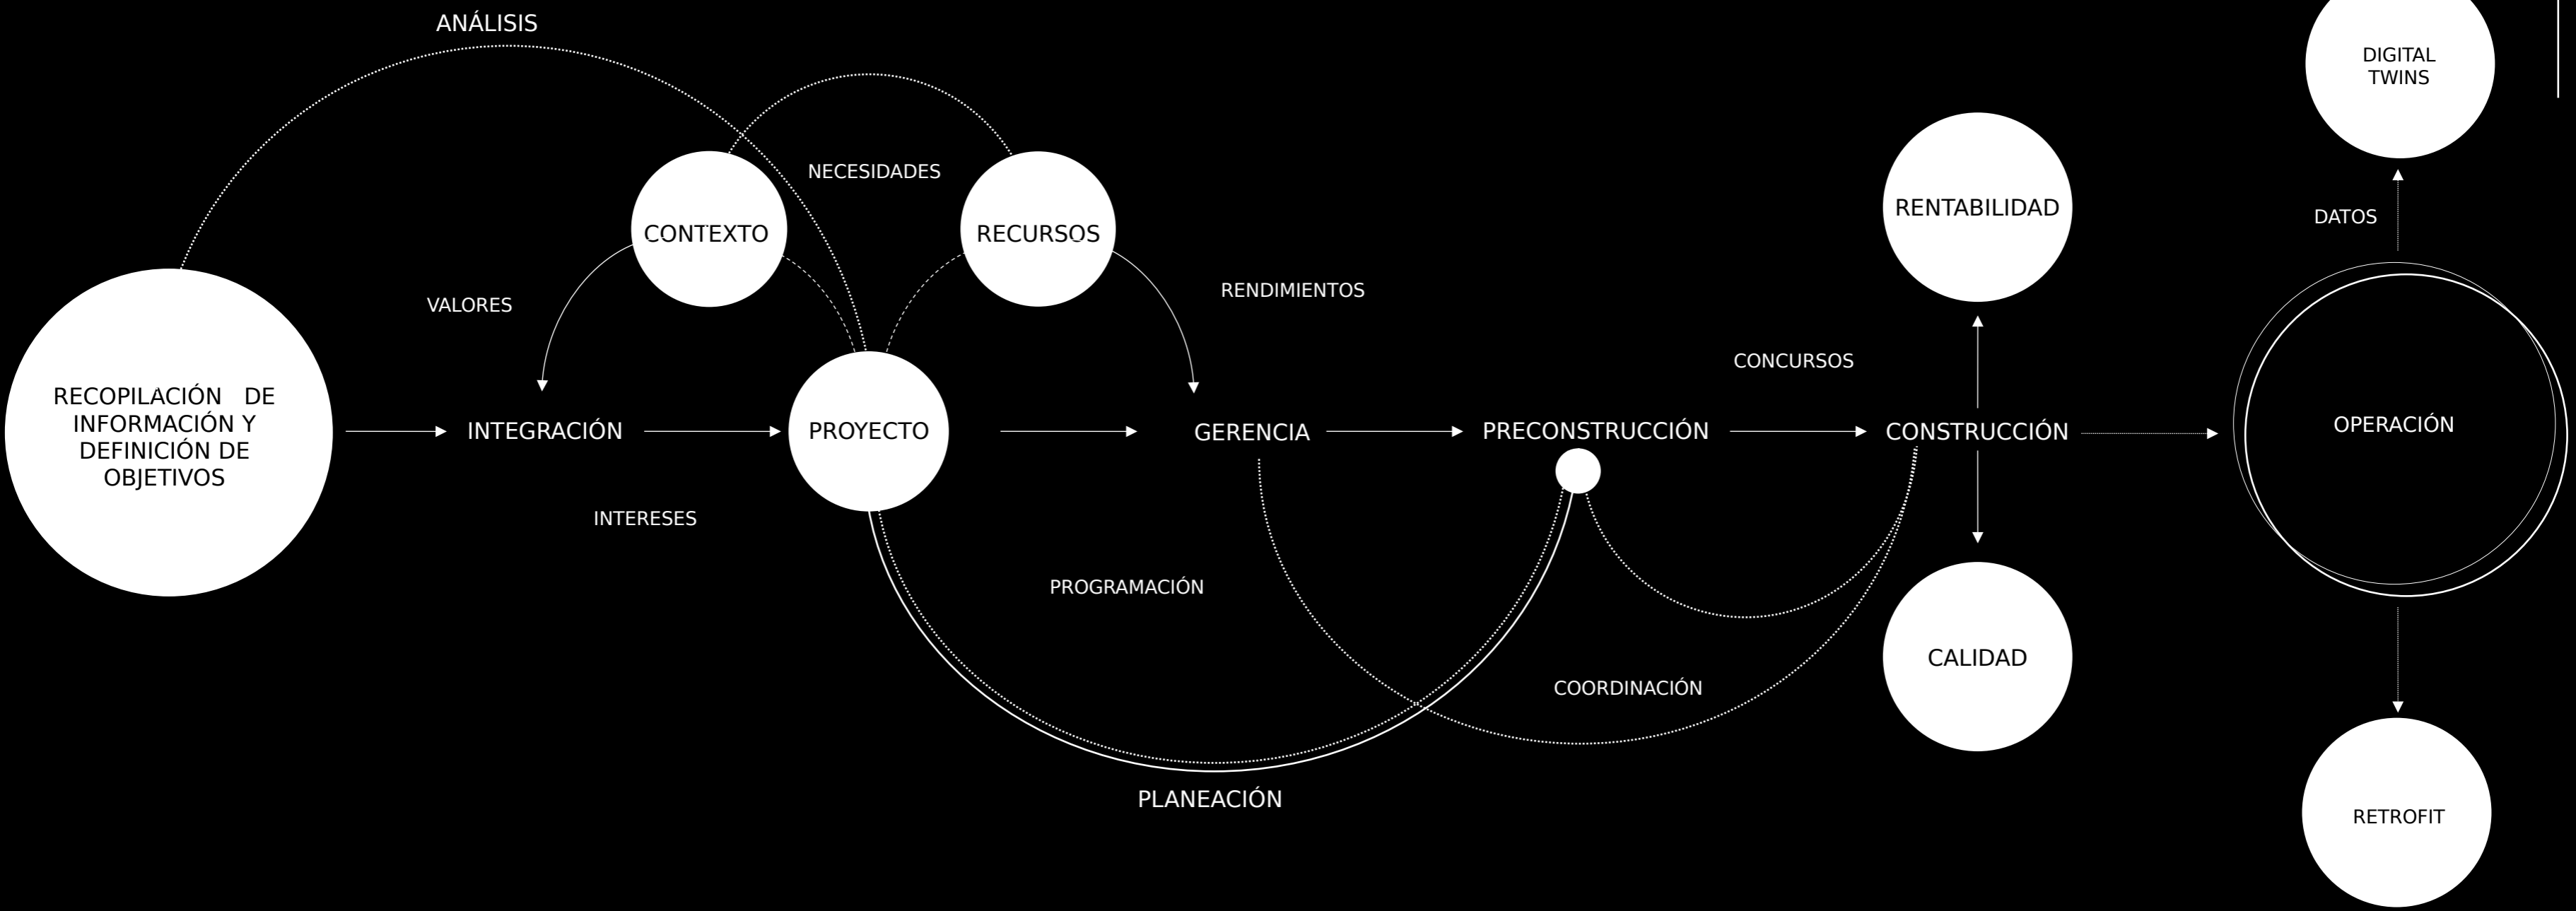 ANÁLISIS
DIGITAL
TWINS
NECESIDADES
CONTEXTO
RECURSOS
RENTABILIDAD
DATOS
VALORES
RENDIMIENTOS
CONCURSOS
RECOPILACIÓN DE
INFORMACIÓN Y
DEFINICIÓN DE
OBJETIVOS
INTEGRACIÓN
PROYECTO
GERENCIA
PRECONSTRUCCIÓN
CONSTRUCCIÓN
OPERACIÓN
INTERESES
PROGRAMACIÓN
COORDINACIÓN
CALIDAD
PLANEACIÓN
RETROFIT